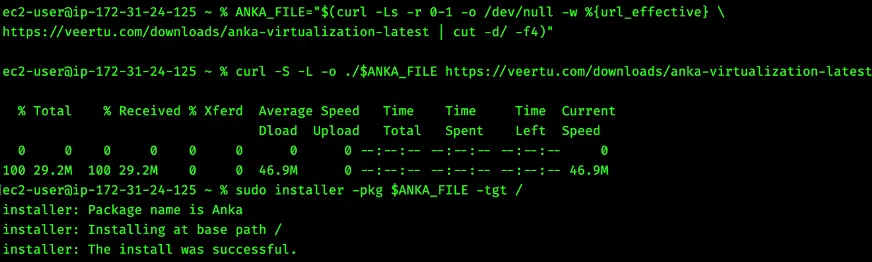 ec2-user@ip-172-31-24-125 ~ % ANKA_FILE="$(curl -Ls -r 0-1 -o /dev/null -w %{url_effective} \
https://veertu.com/downloads/anka-virtualization-latest | cut -d/ -f4)"
ec2-user@ip-172-31-24-125 ~ % curl -S -L -o ./$ANKA_FILE https://veertu.com/downloads/anka-virtualization-latest
% Total % Received % Xferd Average Speed Time Time Time Current
Dload Upload Total Spent Left Speed
0 0 0 0 0 0 0 0 --:--:-- --:--:-- --:--:-- 0
100 29.2M 100 29.2M 0 0 46.9M 0 --:--:-- --:--:-- --:--:-- 46.9M
[ec2-user@ip-172-31-24-125 ~ % sudo installer -pkg $ANKA_FILE -tgt /
installer: Package name is Anka
installer: Installing at base path /
installer: The install was successful.